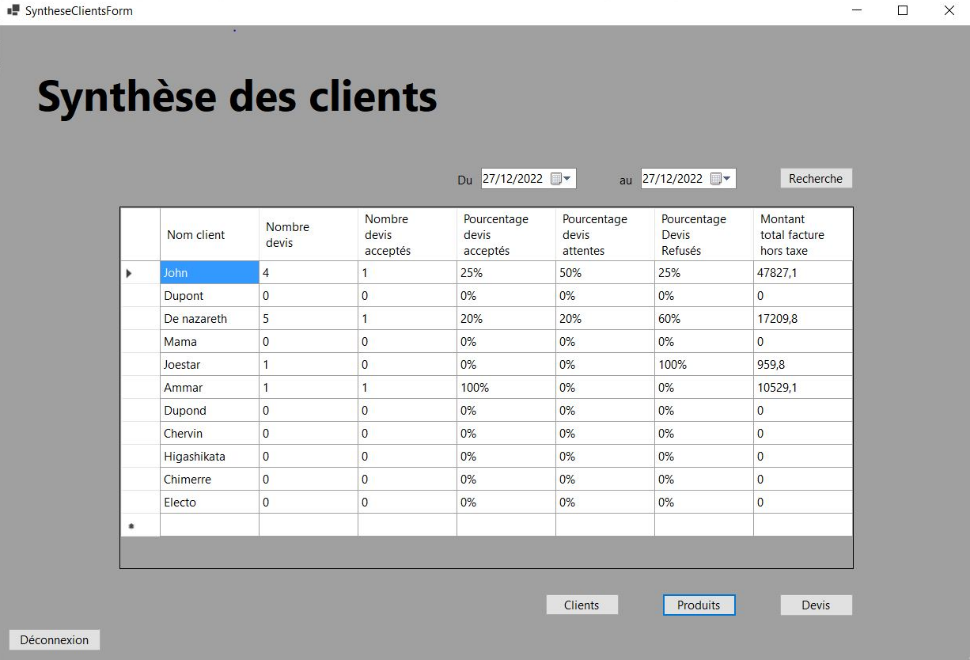 SyntheseClientsForm
Synthèse des clients
Du 27/12/2022 au 27/12/2022 Recherche
Nom client Nombre devis Nombre devis acceptés Pourcentage devis acceptés Pourcentage devis attentes Pourcentage Devis Refusés Montant total facture hors taxe
John 4 1 25% 50% 25% 47827,1
Dupont 0 0 0% 0% 0% 0
De nazareth 5 1 20% 20% 60% 17209,8
Mama 0 0 0% 0% 0% 0
Joestar 1 0 0% 0% 100% 959,8
Ammar 1 1 100% 0% 0% 10529,1
Dupond 0 0 0% 0% 0% 0
Chervin 0 0 0% 0% 0% 0
Higashikata 0 0 0% 0% 0% 0
Chimerre 0 0 0% 0% 0% 0
Electo 0 0 0% 0% 0% 0
Clients Produits Devis
Déconnexion